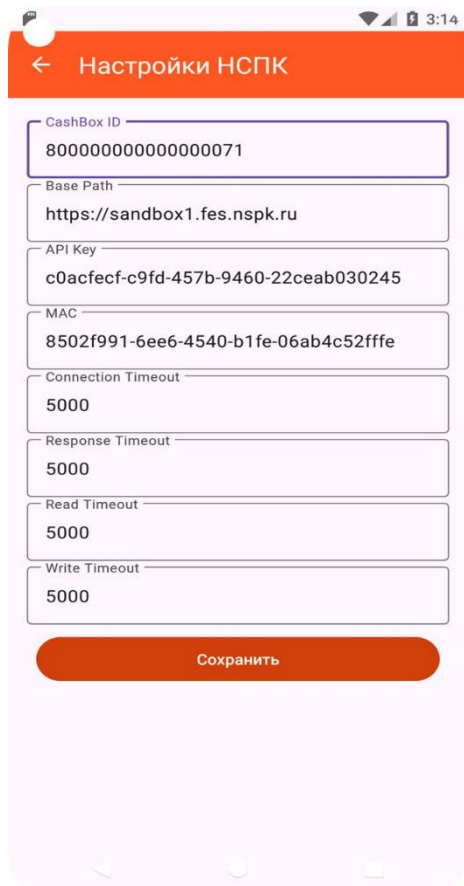 3:14
Настройки НСПК
CashBox ID
800000000000000071
Base Path
https://sandbox1.fes.nspk.ru
API Key
c0acfecf-c9fd-457b-9460-22ceab030245
MAC
8502f991-6ee6-4540-b1fe-06ab4c52fffe
Connection Timeout
5000
Response Timeout
5000
Read Timeout
5000
Write Timeout
5000
Сохранить